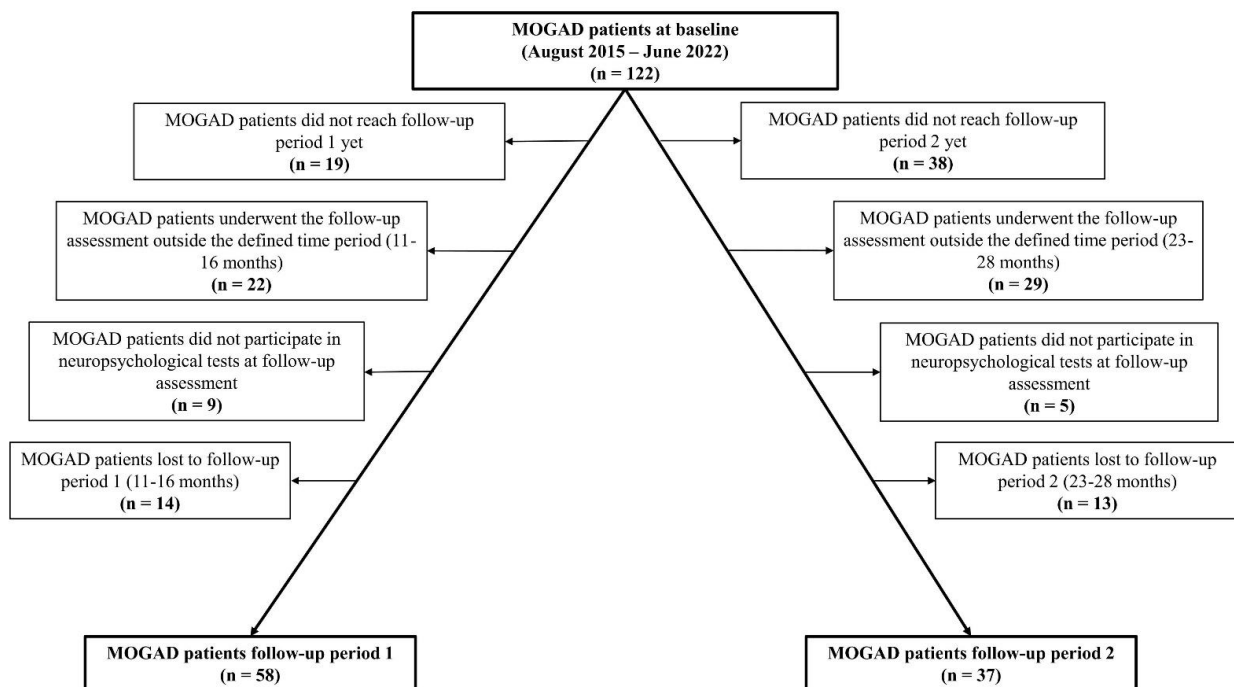 MOGAD patients at baseline
(August 2015 – June 2022)
(n = 122)
MOGAD patients did not reach follow-up
period 1 yet
(n = 19)
MOGAD patients did not reach follow-up
period 2 yet
(n = 38)
MOGAD patients underwent the follow-up
assessment outside the defined time period (11-
16 months)
(n = 22)
MOGAD patients underwent the follow-up
assessment outside the defined time period (23-
28 months)
(n = 29)
MOGAD patients did not participate in
neuropsychological tests at follow-up
assessment
(n = 9)
MOGAD patients did not participate in
neuropsychological tests at follow-up
assessment
(n = 5)
MOGAD patients lost to follow-up
period 1 (11-16 months)
(n = 14)
MOGAD patients lost to follow-up
period 2 (23-28 months)
(n = 13)
MOGAD patients follow-up period 1
(n = 58)
MOGAD patients follow-up period 2
(n = 37)